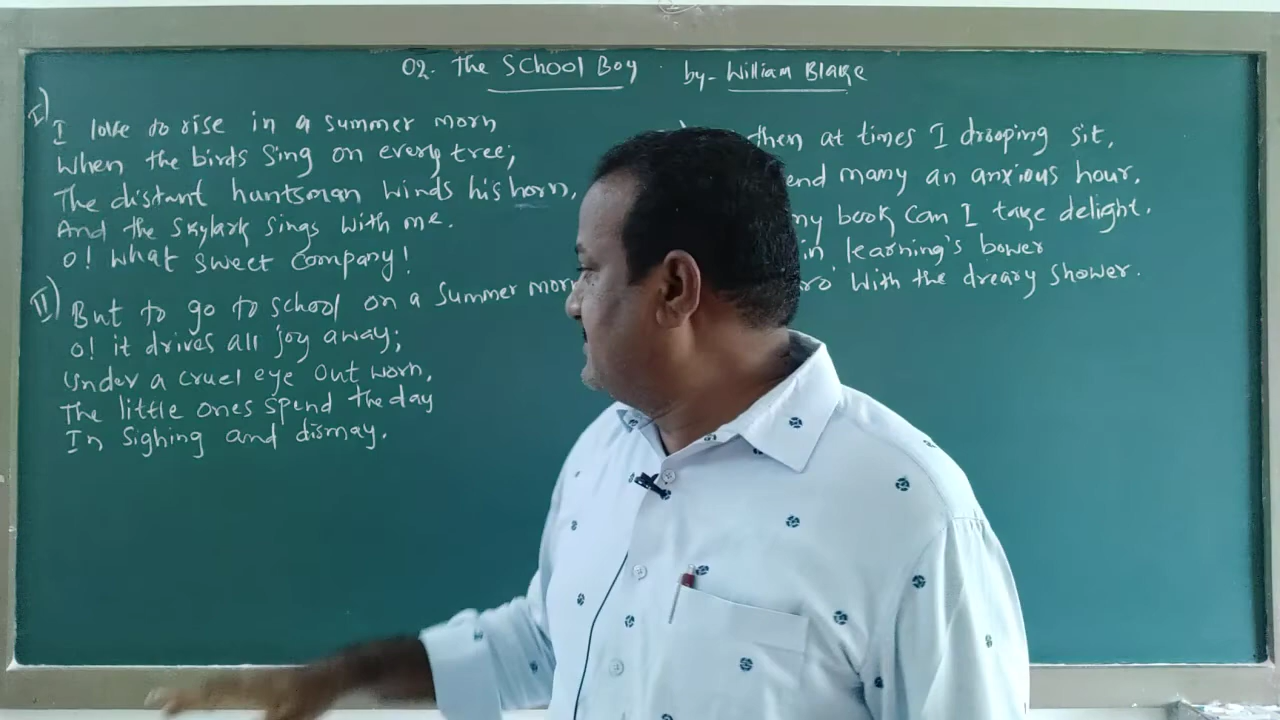 02. The School Boy by- William Blake
I)
I love to rise in a summer morn
When the birds sing on every tree;
The distant huntsman winds his horn,
And the skylark sings with me.
O! what sweet company!
II)
But to go to school on a summer morn
O! it drives all joy away;
Under a cruel eye out worn,
The little ones spend the day
In sighing and dismay.
then at times I drooping sit,
many an anxious hour,
my book can I take delight,
in learning's bower
with the dreary shower.